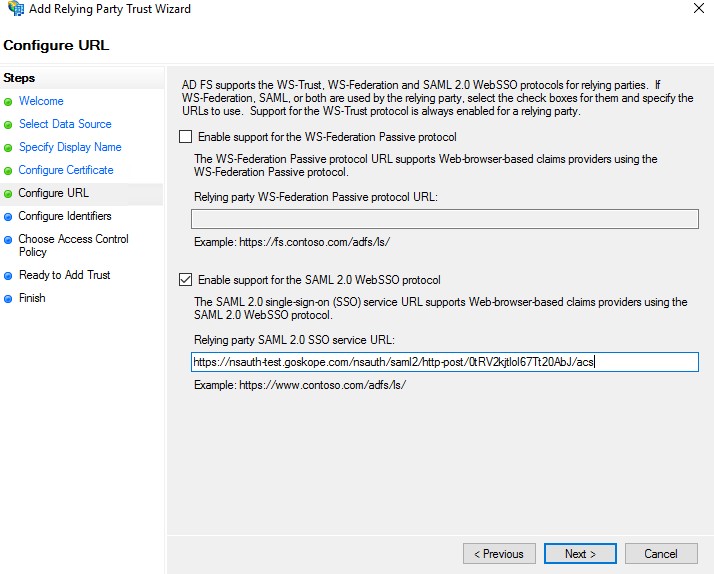 Add Relying Party Trust Wizard
Configure URL
Steps
Welcome
Select Data Source
Specify Display Name
Configure Certificate
Configure URL
Configure Identifiers
Choose Access Control
Policy
Ready to Add Trust
Finish
AD FS supports the WS-Trust, WS-Federation and SAML 2.0 WebSSO protocols for relying parties. If
WS-Federation, SAML, or both are used by the relying party, select the check boxes for them and specify the
URLs to use. Support for the WS-Trust protocol is always enabled for a relying party.
Enable support for the WS-Federation Passive protocol
The WS-Federation Passive protocol URL supports Web-browser-based claims providers using the
WS-Federation Passive protocol.
Relying party WS-Federation Passive protocol URL:
Example: https://fs.contoso.com/adfs/ls/
Enable support for the SAML 2.0 WebSSO protocol
The SAML 2.0 single-sign-on (SSO) service URL supports Web-browser-based claims providers using the
SAML 2.0 WebSSO protocol.
Relying party SAML 2.0 SSO service URL:
https://nsauth-test.goskope.com/nsauth/saml2/http-post/0tRV2kjtlol67Tt20AbJ/acs
Example: https://www.contoso.com/adfs/ls/
< Previous
Next >
Cancel